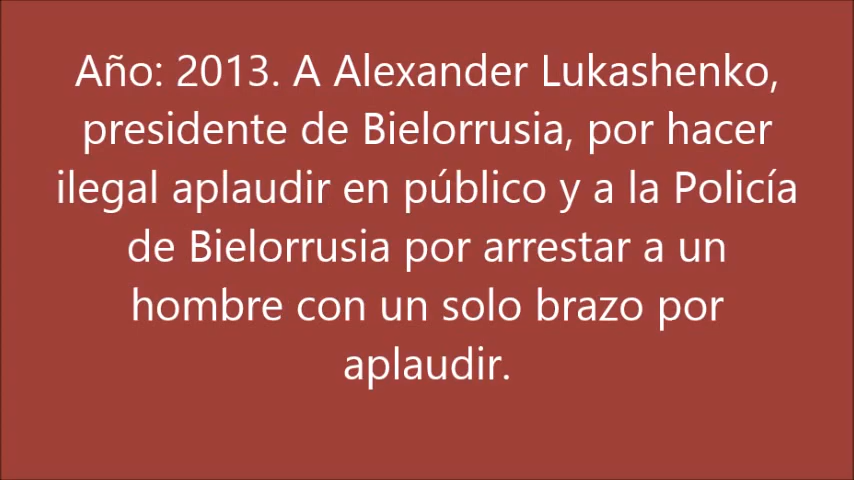 Año: 2013. A Alexander Lukashenko,
presidente de Bielorrusia, por hacer
ilegal aplaudir en público y a la Policía
de Bielorrusia por arrestar a un
hombre con un solo brazo por
aplaudir.